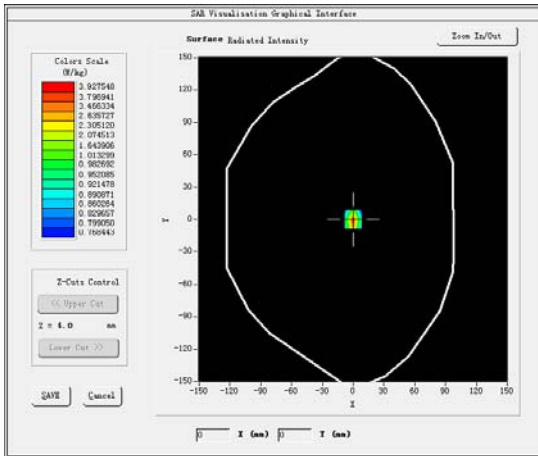 SAR Visualisation Graphical Interface
Surface Radiated Intensity
Zoom In/Out
Colors Scale
(W/kg)
3.927548
3.796941
3.466334
2.635727
2.305120
2.074513
1.643906
1.013299
0.982692
0.952085
0.921478
0.890871
0.860264
0.829657
0.799050
0.768443
150
120
90
60
30
0
-30
-60
-90
-120
-150
Y
-150 -120 -90 -60 -30 0 30 60 90 120 150
X
Z-Cuts Control
<< Upper Cut
Z = 4.0 mm
Lower Cut >>
SAVE Cancel
0 X (mm) 0 Y (mm)